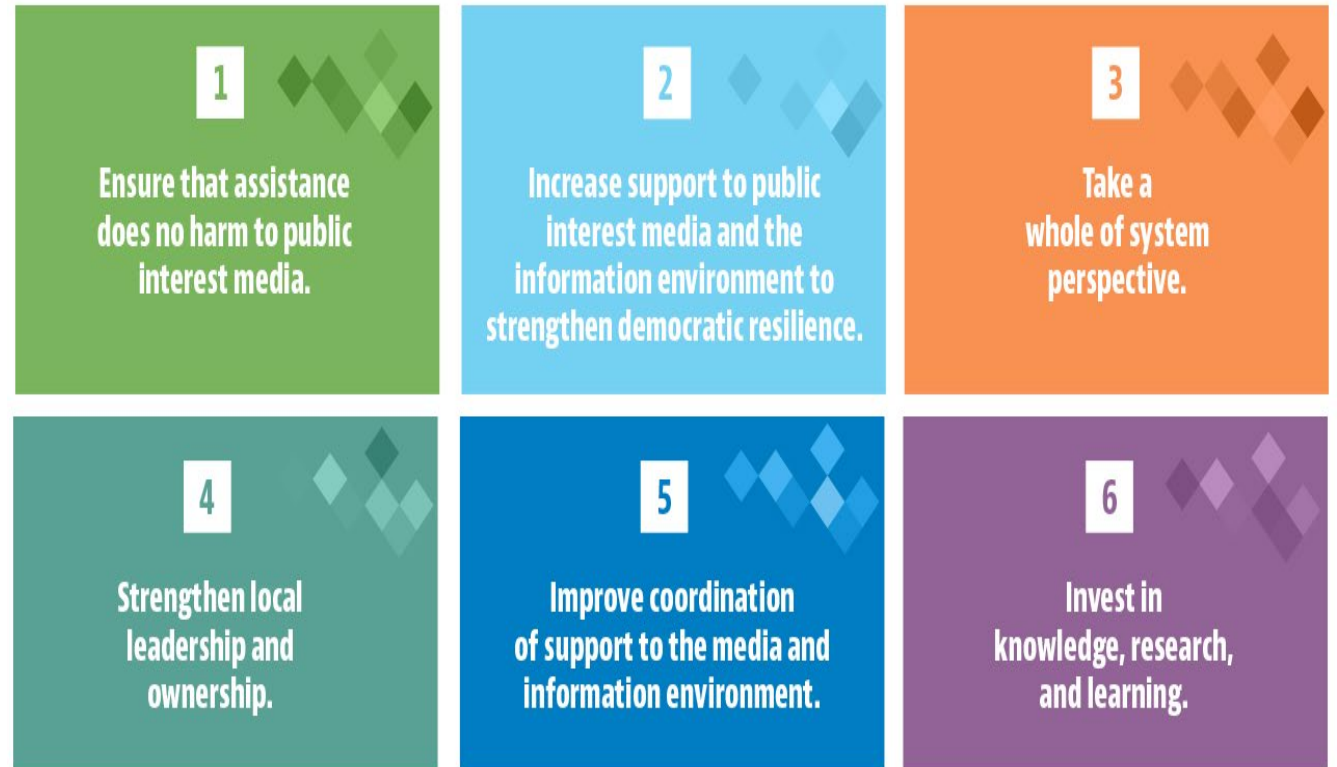 1
Ensure that assistance
does no harm to public
interest media.
2
Increase support to public
interest media and the
information environment to
strengthen democratic resilience.
3
Take a
whole of system
perspective.
4
Strengthen local
leadership and
ownership.
5
Improve coordination
of support to the media and
information environment.
6
Invest in
knowledge, research,
and learning.